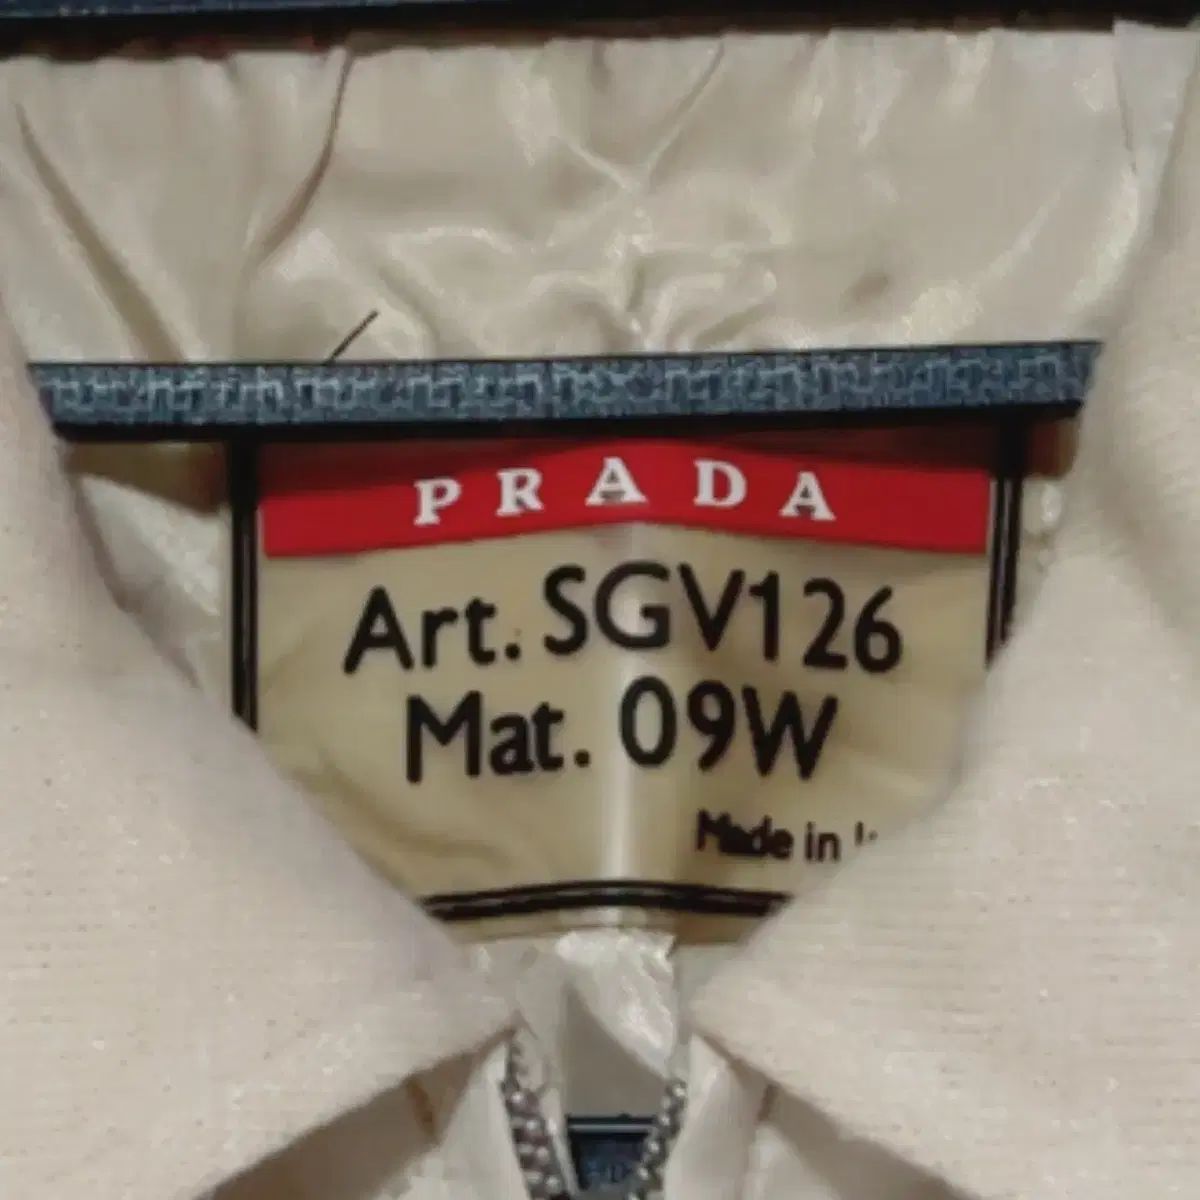 PRADA
Art. SGV126
Mat. 09W
Made in